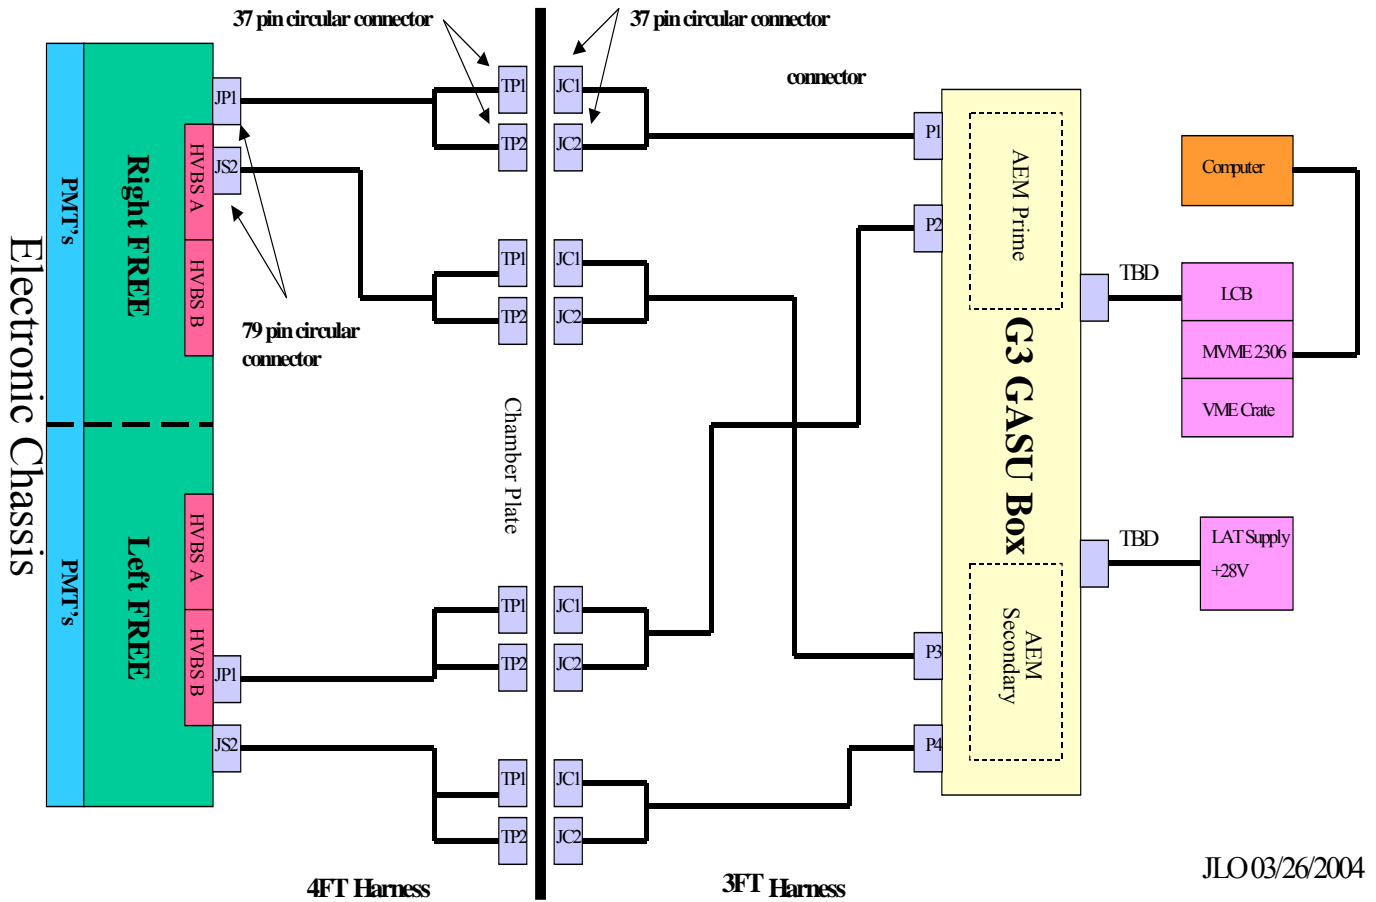 37 pin circular connector
37 pin circular connector
connector
Electronic Chassis
PMT's
PMT's
Right FREE
Left FREE
HVBS A
HVBS B
HVBS A
HVBS B
JP1
JS2
JP1
JS2
79 pin circular
connector
TP1
TP2
TP1
TP2
TP1
TP2
TP1
TP2
Chamber Plate
JC1
JC2
JC1
JC2
JC1
JC2
JC1
JC2
P1
P2
P3
P4
AEM Prime
G3 GASU Box
AEM
Secondary
TBD
TBD
Computer
LCB
MVME 2306
VME Crate
LAT Supply
+28V
4FT Harness
3FT Harness
JLO 03/26/2004